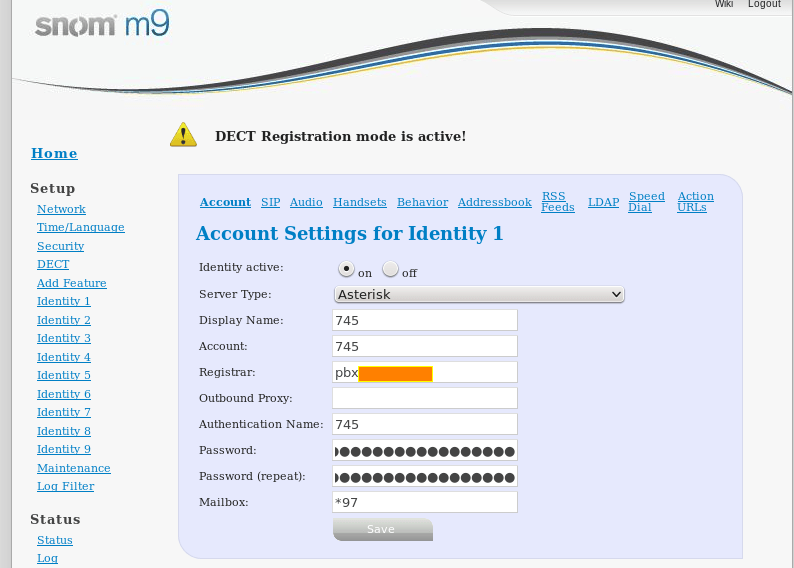 Wiki Logout
snom m9
DECT Registration mode is active!
Home
Setup
Network
Time/Language
Security
DECT
Add Feature
Identity 1
Identity 2
Identity 3
Identity 4
Identity 5
Identity 6
Identity 7
Identity 8
Identity 9
Maintenance
Log Filter
Status
Status
Log
Account SIP Audio Handsets Behavior Addressbook RSS Feeds LDAP Speed Dial Action URLs
Account Settings for Identity 1
Identity active: on off
Server Type: Asterisk
Display Name: 745
Account: 745
Registrar: pbx
Outbound Proxy:
Authentication Name: 745
Password:
Password (repeat):
Mailbox: *97
Save